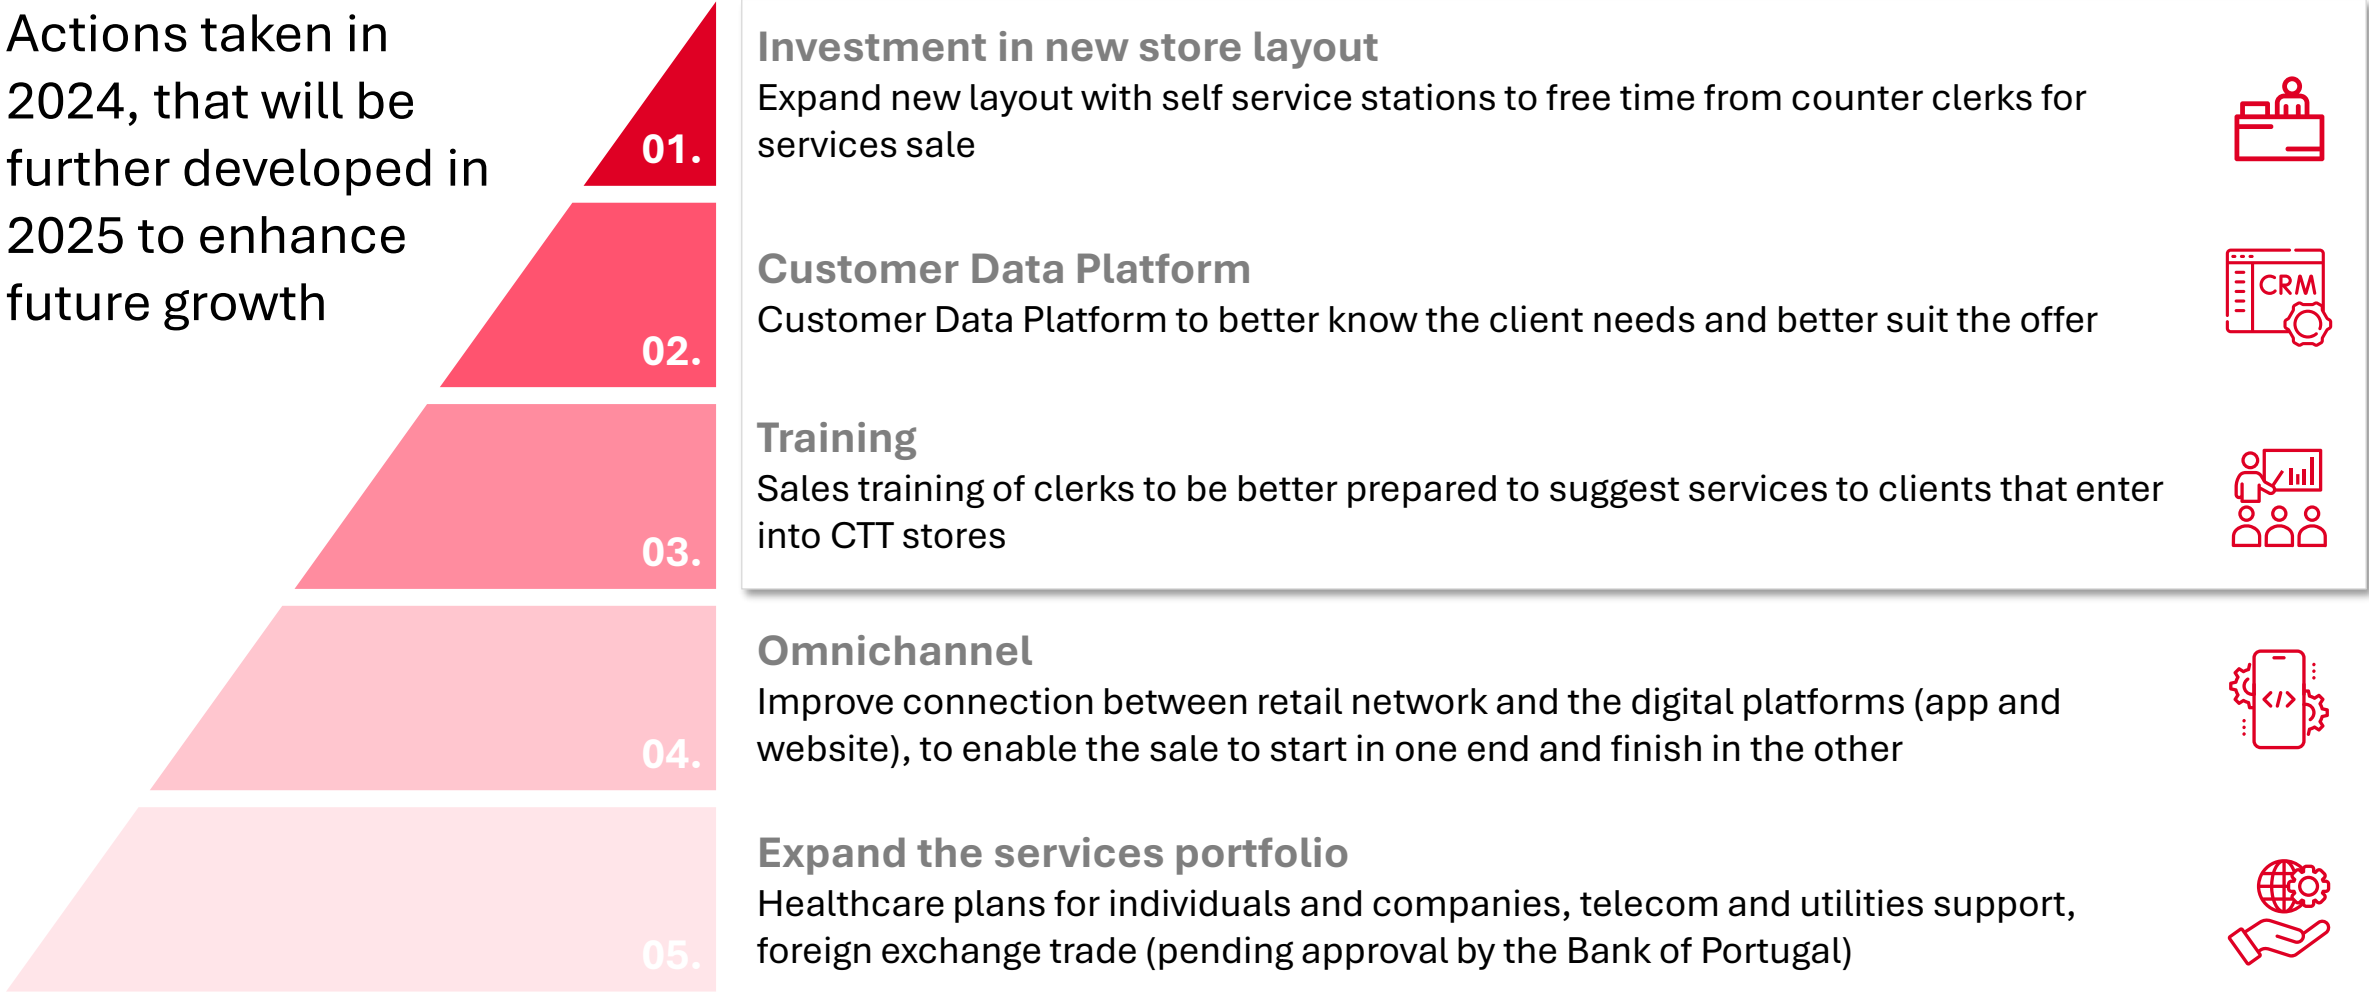 Actions taken in
2024, that will be
further developed in
2025 to enhance
future growth
01.
Investment in new store layout
Expand new layout with self service stations to free time from counter clerks for
services sale
02.
Customer Data Platform
Customer Data Platform to better know the client needs and better suit the offer
CRM
03.
Training
Sales training of clerks to be better prepared to suggest services to clients that enter
into CTT stores
04.
Omnichannel
Improve connection between retail network and the digital platforms (app and
website), to enable the sale to start in one end and finish in the other
</>
05.
Expand the services portfolio
Healthcare plans for individuals and companies, telecom and utilities support,
foreign exchange trade (pending approval by the Bank of Portugal)